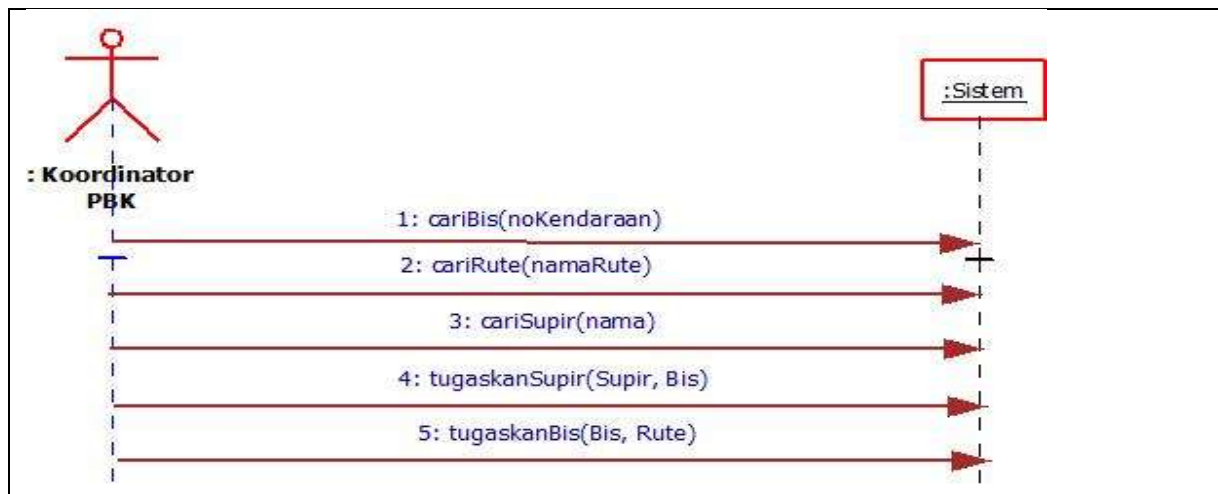 :Sistem
: Koordinator
PBK
1: cariBis(noKendaraan)
2: cariRute(namaRute)
3: cariSupir(nama)
4: tugaskanSupir(Supir, Bis)
5: tugaskanBis(Bis, Rute)